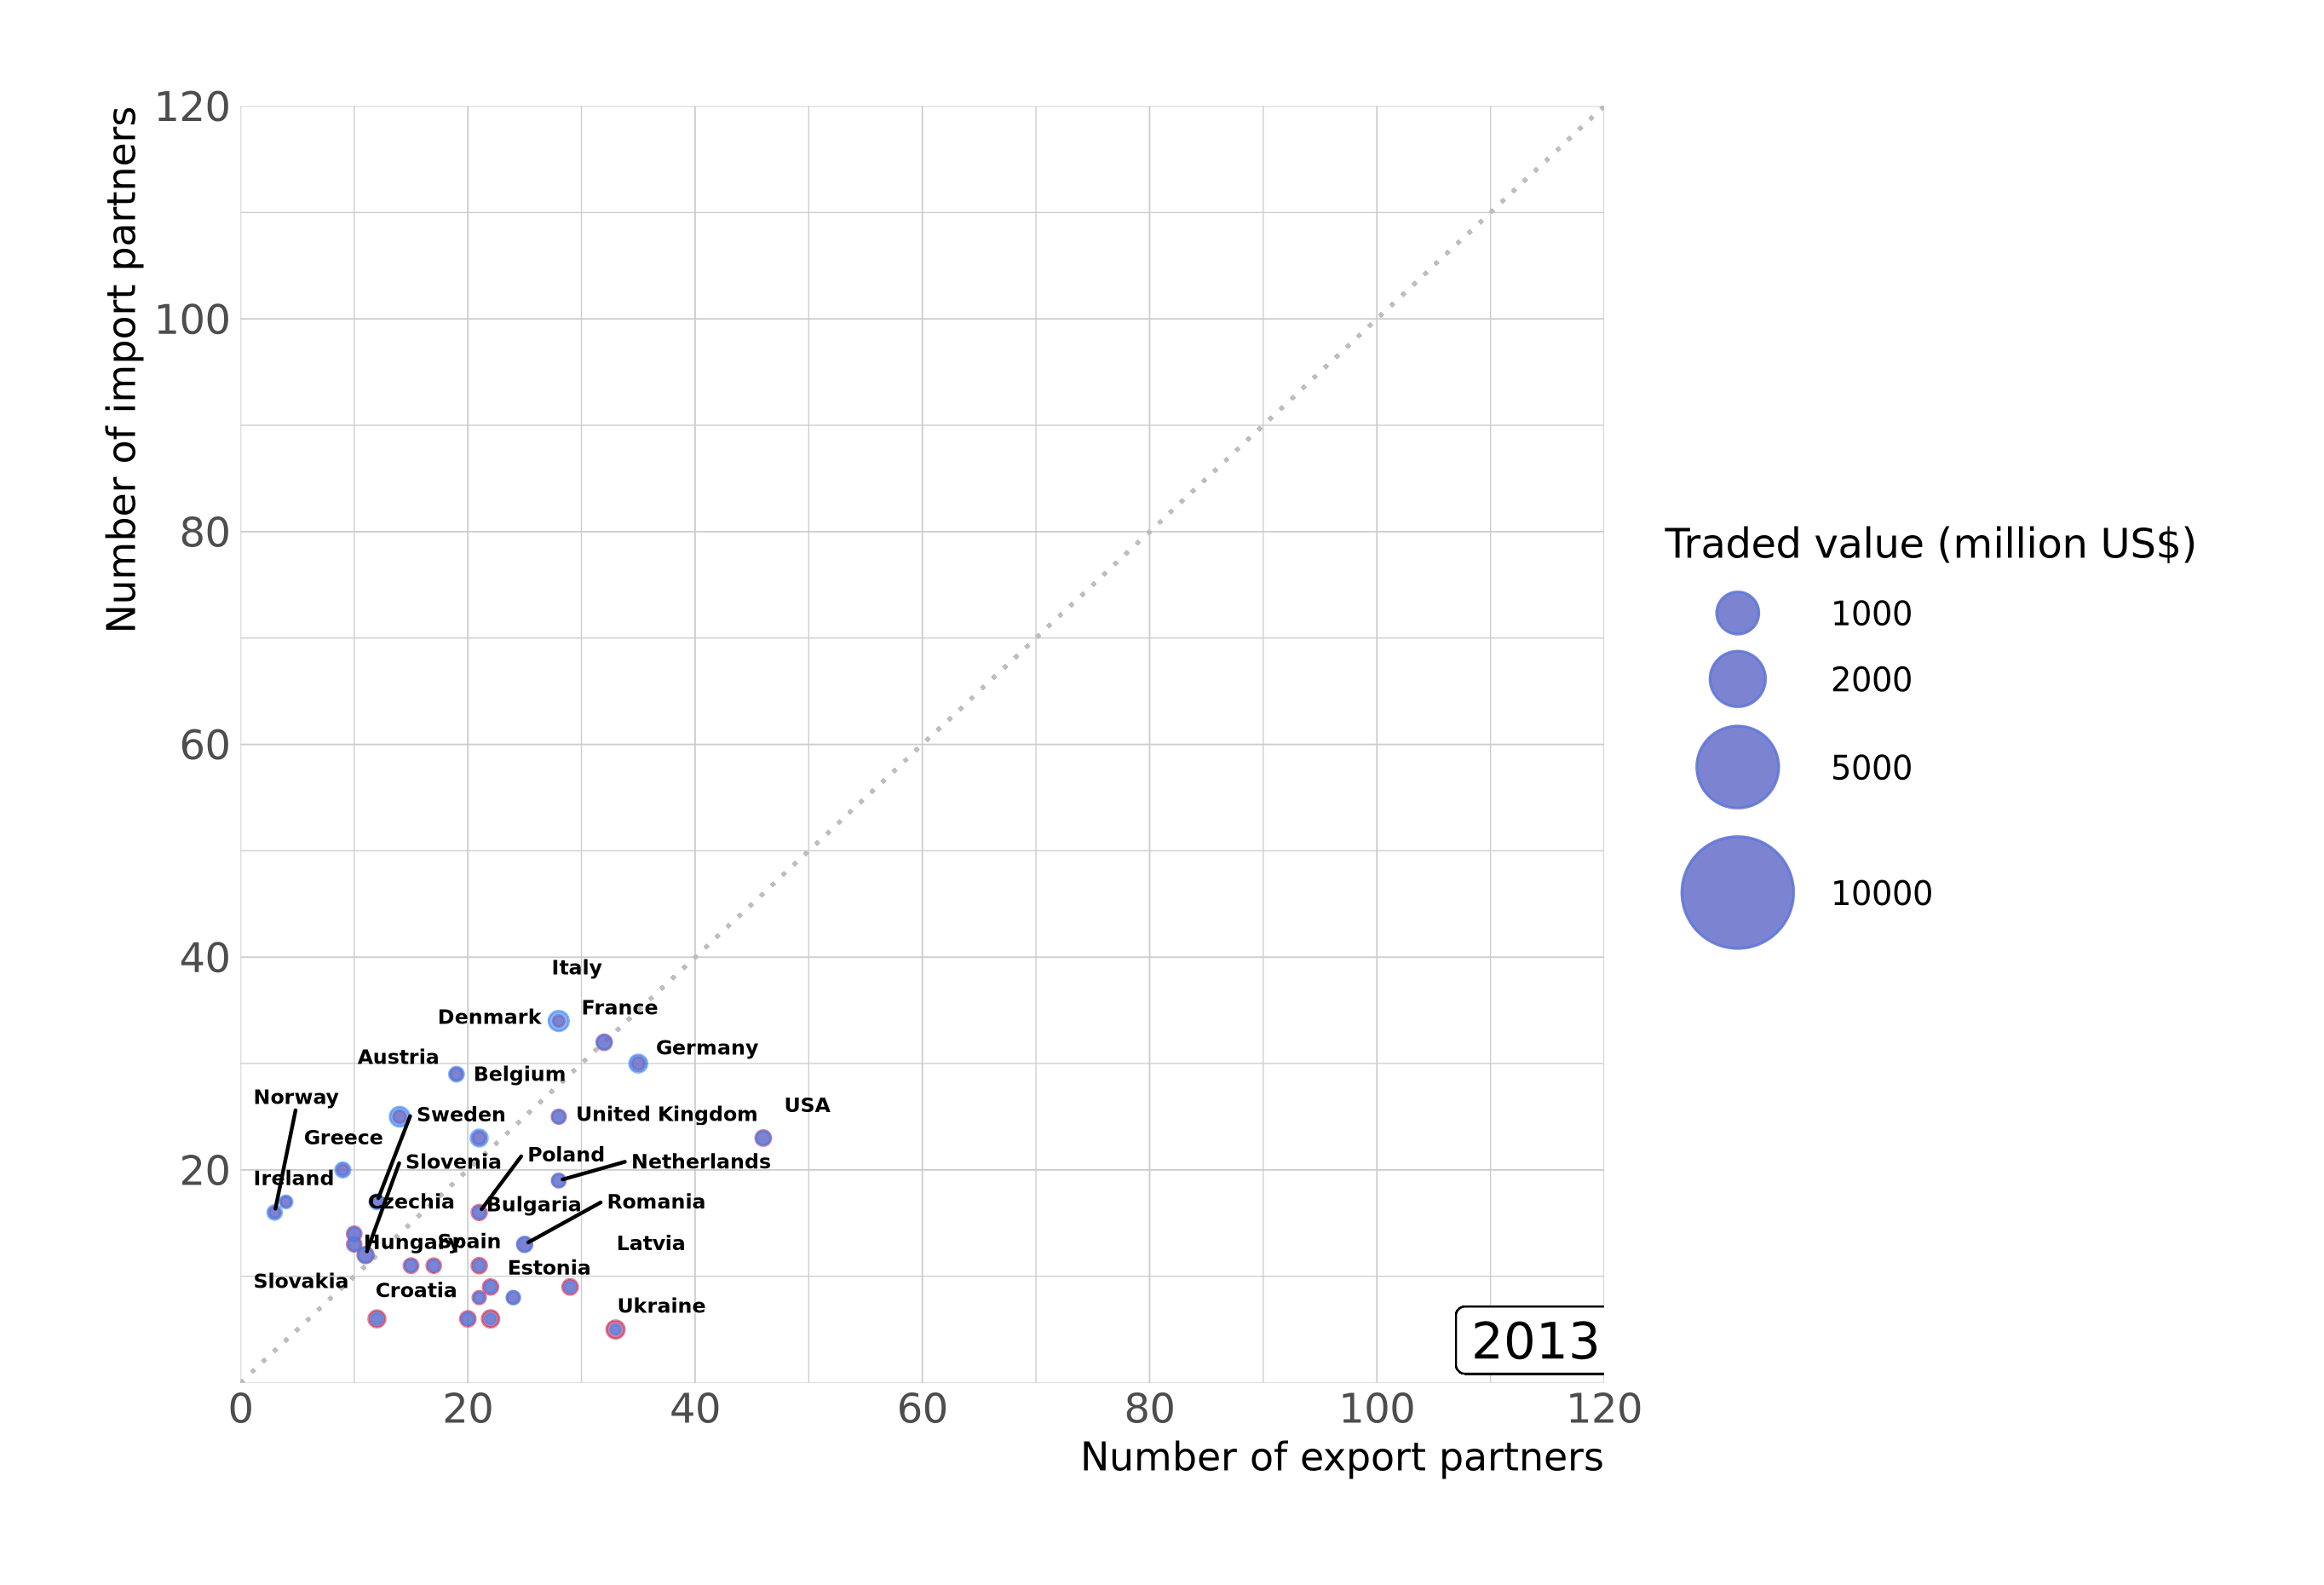 120
100
80
60
40
20
Number of import partners
Italy
France
Denmark
Germany
Austria
Belgium
Norway
USA
Sweden
United Kingdom
Greece
Poland
Slovenia
Netherlands
Ireland
Czechia
Bulgaria
Romania
Hungary
Spain
Latvia
Estonia
Slovakia
Croatia
Ukraine
2013
0
20
40
60
80
100
120
Number of export partners
Traded value (million US$)
1000
2000
5000
10000